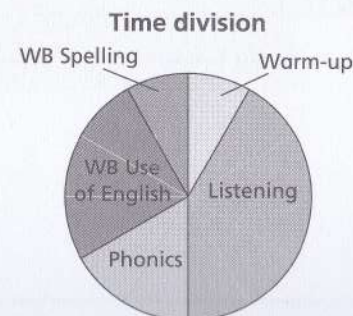 Time division
WB Spelling
Warm-up
WB Use
of English
Listening
Phonics